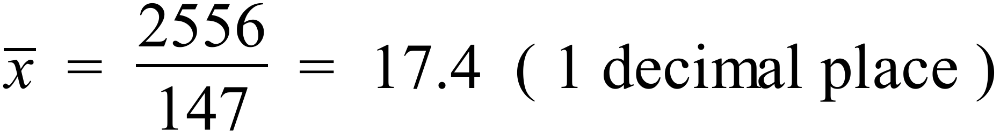 x̄ = 2556/147 = 17.4 ( 1 decimal place )